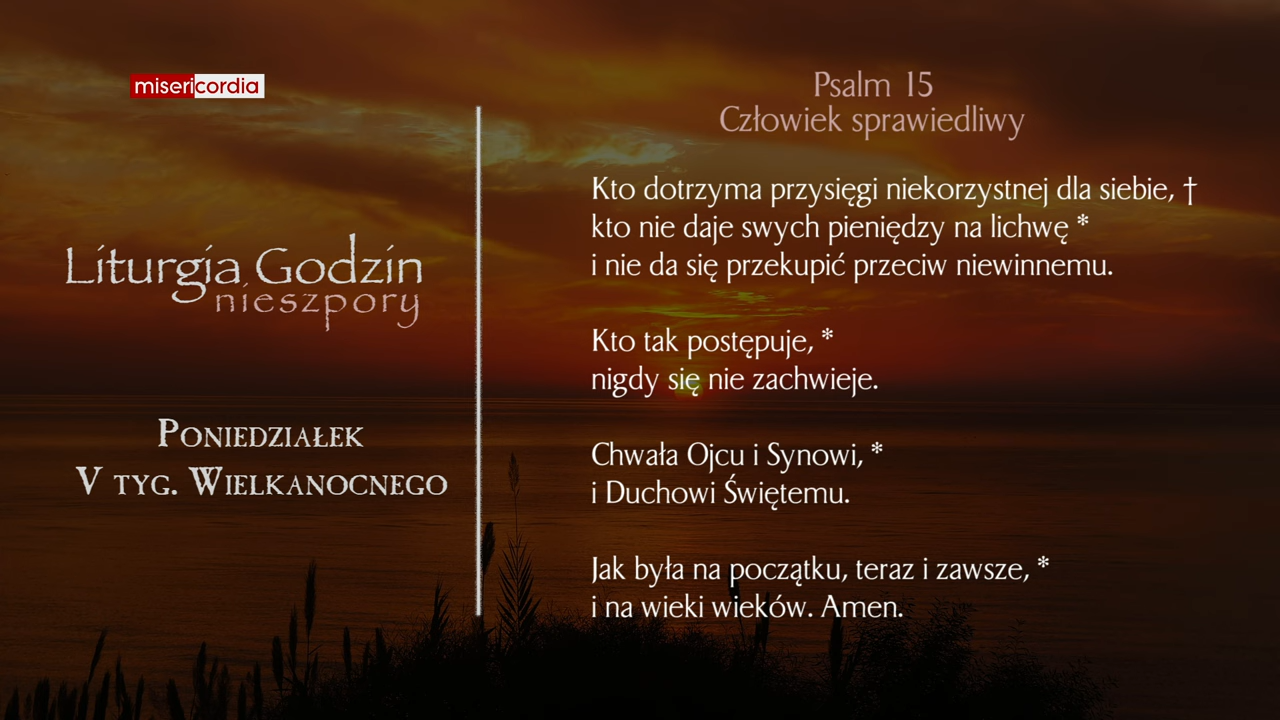 misericordia
Liturgia Godzin
nieszpory
Poniedziałek
V tyg. Wielkanocnego
Psalm 15
Człowiek sprawiedliwy
Kto dotrzyma przysięgi niekorzystnej dla siebie, †
kto nie daje swych pieniędzy na lichwę *
i nie da się przekupić przeciw niewinnemu.
Kto tak postępuje, *
nigdy się nie zachwieje.
Chwała Ojcu i Synowi, *
i Duchowi Świętemu.
Jak była na początku, teraz i zawsze, *
i na wieki wieków. Amen.